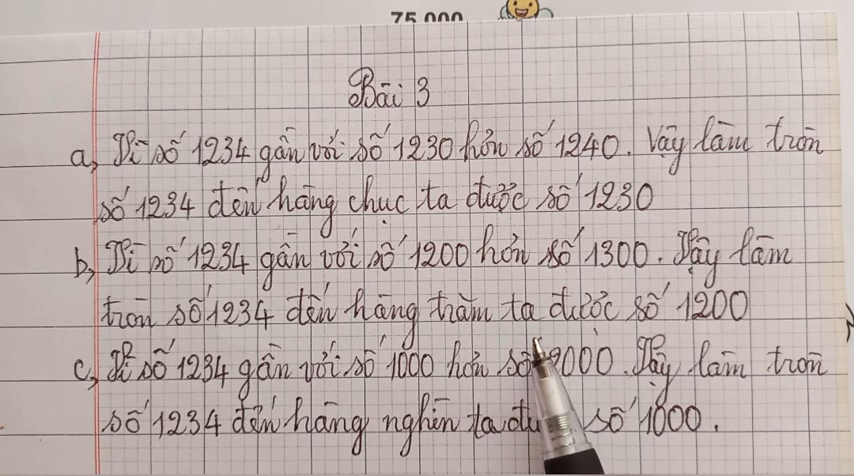 75 000
Bài 3
a, Vì số 1234 gần với số 1230 hơn số 1240. Vậy làm tròn
số 1234 đến hàng chục ta được số 1230
b, Vì số 1234 gần với số 1200 hơn số 1300. Vậy làm
tròn số 1234 đến hàng trăm ta được số 1200
c, Vì số 1234 gần với số 1000 hơn số 2000. Vậy làm tròn
số 1234 đến hàng nghìn ta đư số 1000.